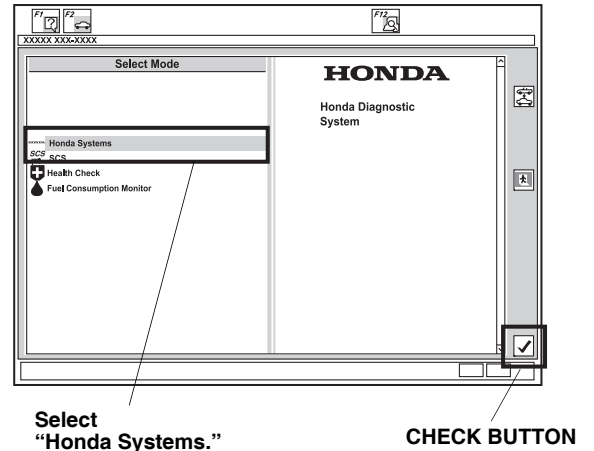 F1
F2
F12
XXXXX XXX-XXXX
Select Mode
HONDA
Honda Diagnostic
System
HONDA Honda Systems
SCS SCS
Health Check
Fuel Consumption Monitor
Select
“Honda Systems.”
CHECK BUTTON